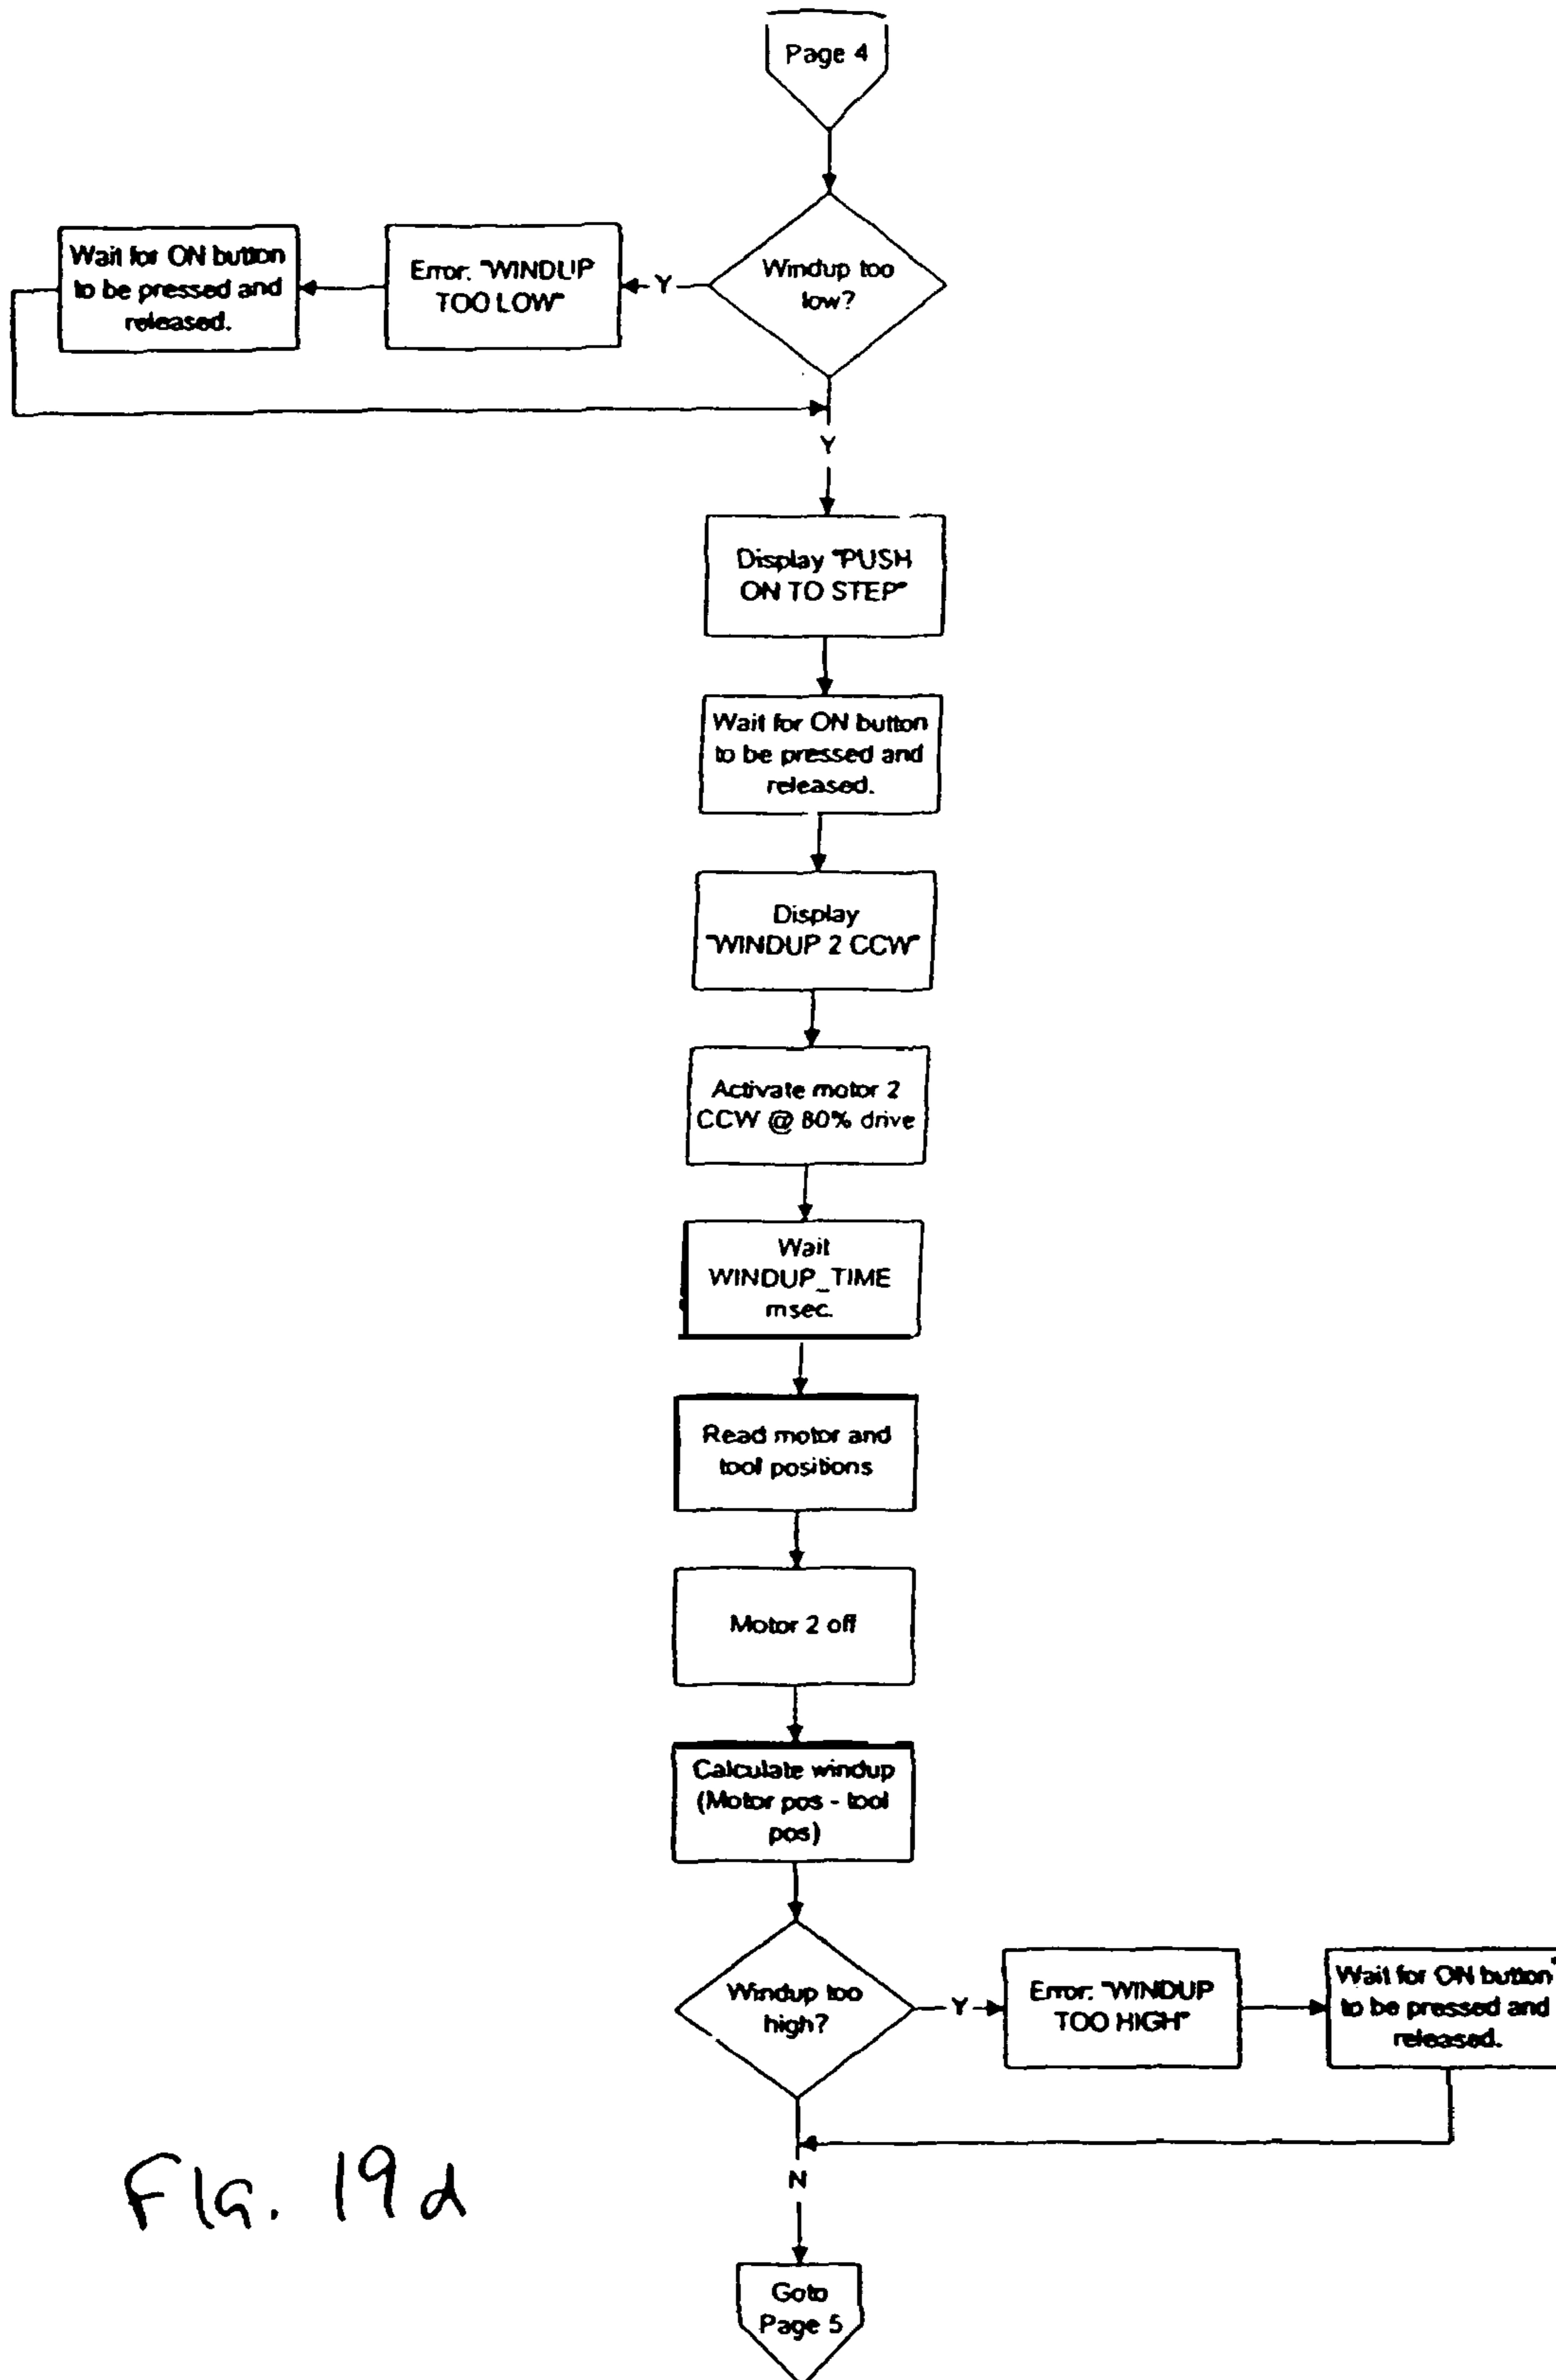 Page 4
Windup too
low?
Y
Error: "WINDUP
TOO LOW"
Wait for ON button
to be pressed and
released.
Y
Display "PUSH
ON TO STEP"
Wait for ON button
to be pressed and
released.
Display
"WINDUP 2 CCW"
Activate motor 2
CCW @ 80% drive
Wait
WINDUP_TIME
msec.
Read motor and
tool positions
Motor 2 off
Calculate windup
(Motor pos - tool
pos)
Windup too
high?
Y
Error: "WINDUP
TOO HIGH"
Wait for ON button
to be pressed and
released.
N
Goto
Page 5
FIG. 19d